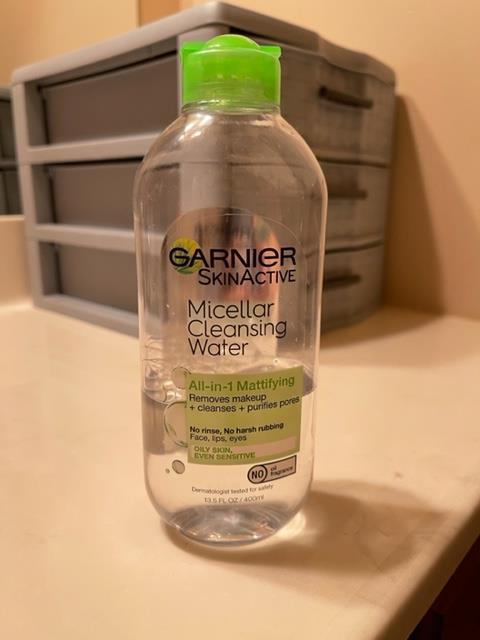 GARNIER
SKINACTIVE
Micellar
Cleansing
Water
All-in-1 Mattifying
Removes makeup
+ cleanses + purifies pores
No rinse, No harsh rubbing
Face, lips, eyes
OILY SKIN,
EVEN SENSITIVE
NO oil
fragrance
Dermatologist tested for safety
13.5 FL OZ / 400ml